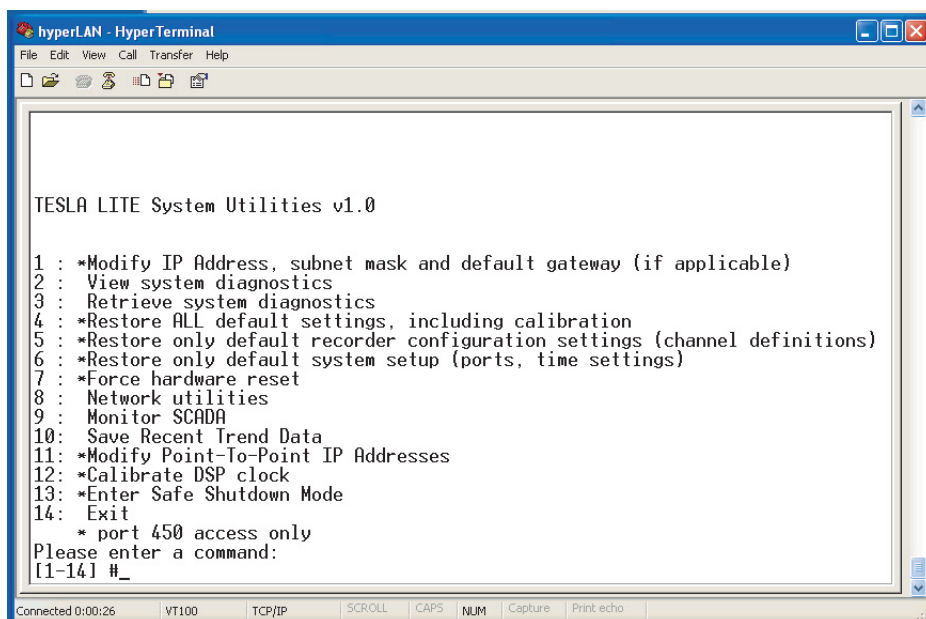 hyperLAN - HyperTerminal
File Edit View Call Transfer Help
TESLA LITE System Utilities v1.0
1 : *Modify IP Address, subnet mask and default gateway (if applicable)
2 :  View system diagnostics
3 :  Retrieve system diagnostics
4 : *Restore ALL default settings, including calibration
5 : *Restore only default recorder configuration settings (channel definitions)
6 : *Restore only default system setup (ports, time settings)
7 : *Force hardware reset
8 :  Network utilities
9 :  Monitor SCADA
10:  Save Recent Trend Data
11: *Modify Point-To-Point IP Addresses
12: *Calibrate DSP clock
13: *Enter Safe Shutdown Mode
14:  Exit
* port 450 access only
Please enter a command:
[1-14] #_
Connected 0:00:26 VT100 TCP/IP SCROLL CAPS NUM Capture Print echo